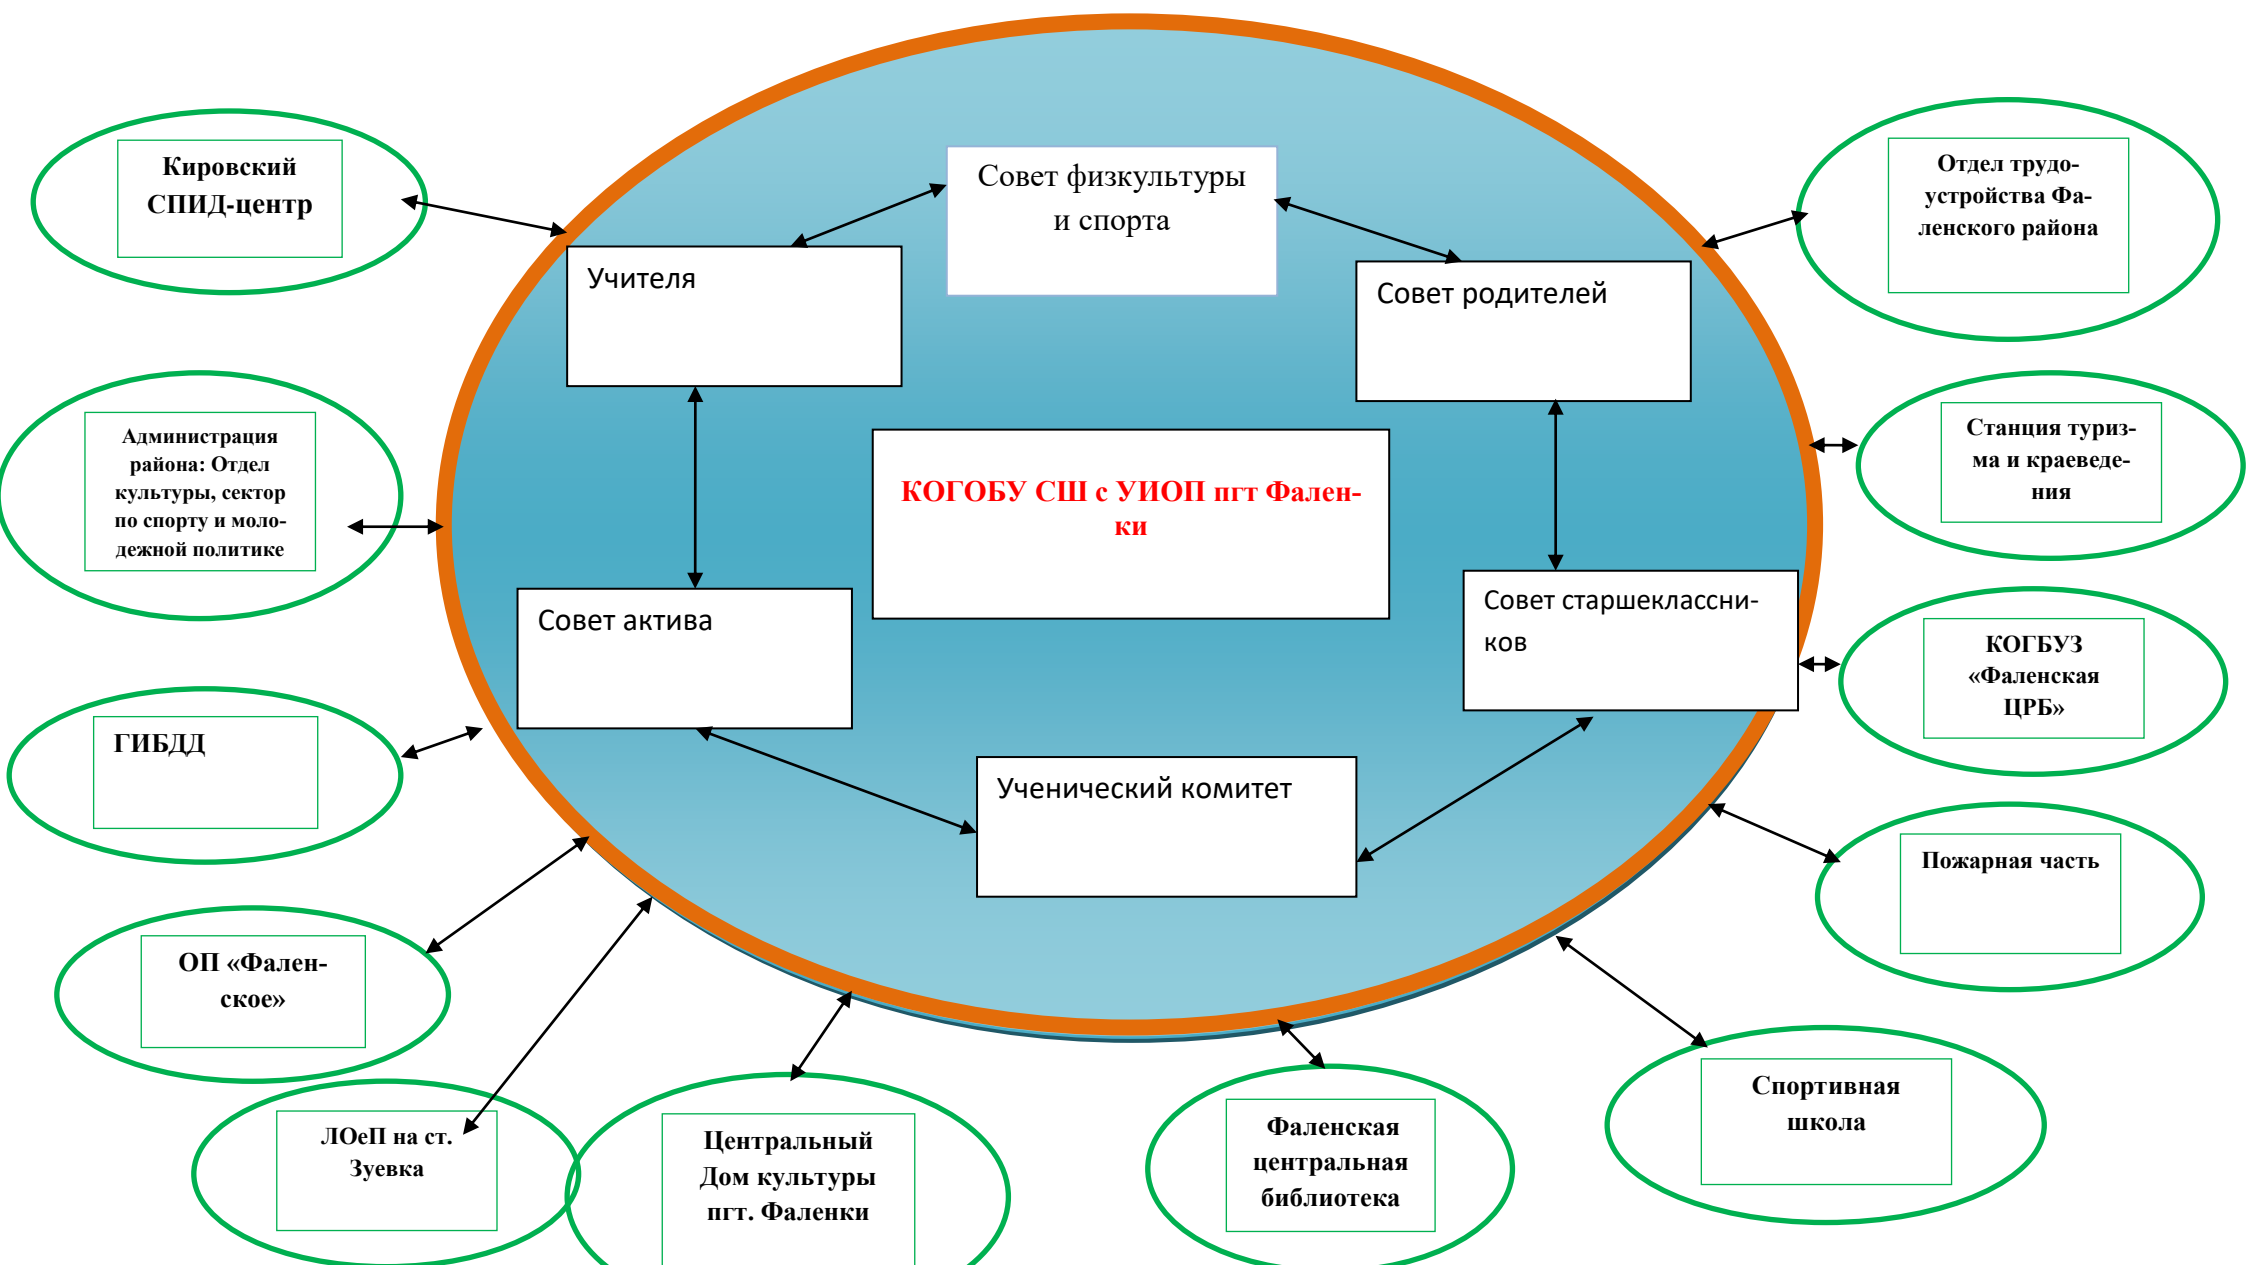 Кировский
СПИД-центр
Совет физкультуры
и спорта
Отдел трудо-
устройства Фа-
ленского района
Учителя
Совет родителей
Администрация
района: Отдел
культуры, сектор
по спорту и моло-
дежной политике
КОГОБУ СШ с УИОП пгт Фален-
ки
Станция туриз-
ма и краеведе-
ния
Совет актива
Совет старшеклассни-
ков
КОГБУЗ
«Фаленская
ЦРБ»
ГИБДД
Ученический комитет
Пожарная часть
ОП «Фален-
ское»
ЛОеП на ст.
Зуевка
Центральный
Дом культуры
пгт. Фаленки
Фаленская
центральная
библиотека
Спортивная
школа